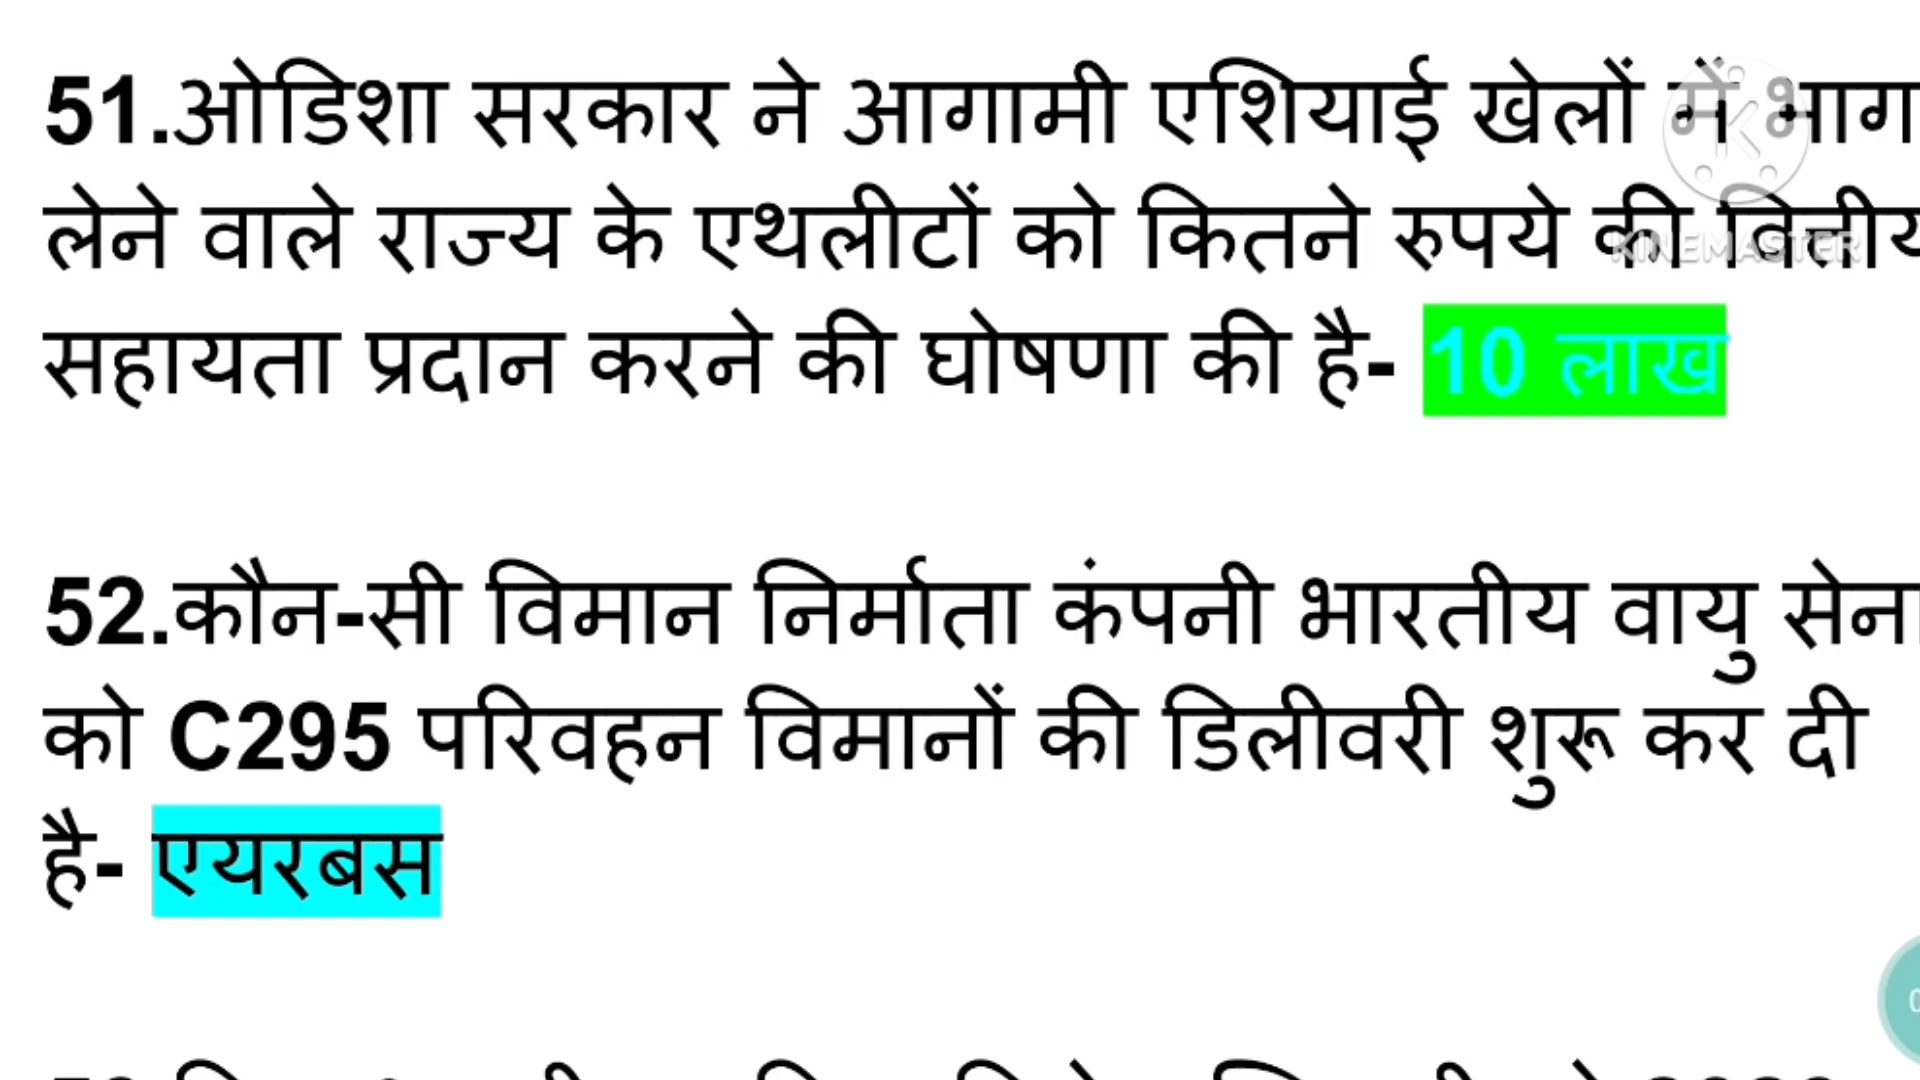 51.ओडिशा सरकार ने आगामी एशियाई खेलों में भाग
लेने वाले राज्य के एथलीटों को कितने रुपये की वित्तीय
सहायता प्रदान करने की घोषणा की है- 10 लाख
KINEMASTER
52.कौन-सी विमान निर्माता कंपनी भारतीय वायु सेना
को C295 परिवहन विमानों की डिलीवरी शुरू कर दी
है- एयरबस